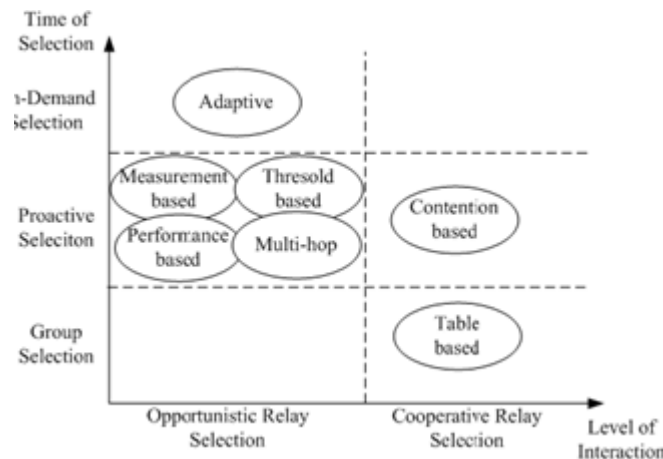 Time of
Selection
n-Demand
Selection
Adaptive
Measurement
based
Thresold
based
Proactive
Seleciton
Performance
based
Multi-hop
Contention
based
Group
Selection
Table
based
Opportunistic Relay
Selection
Cooperative Relay
Selection
Level of
Interaction